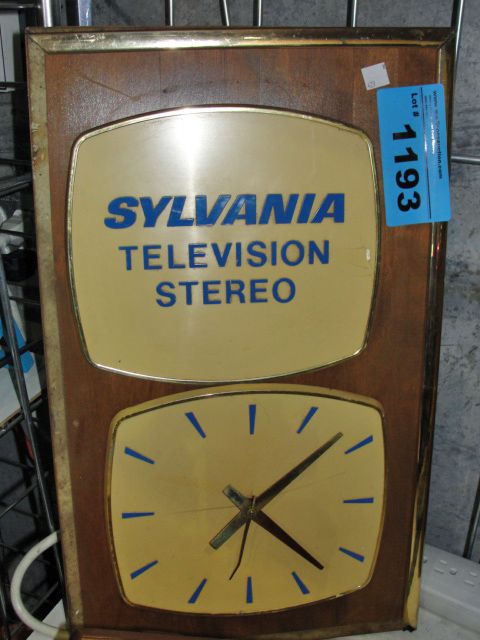 SYLVANIA
TELEVISION
STEREO
Lot # 1193